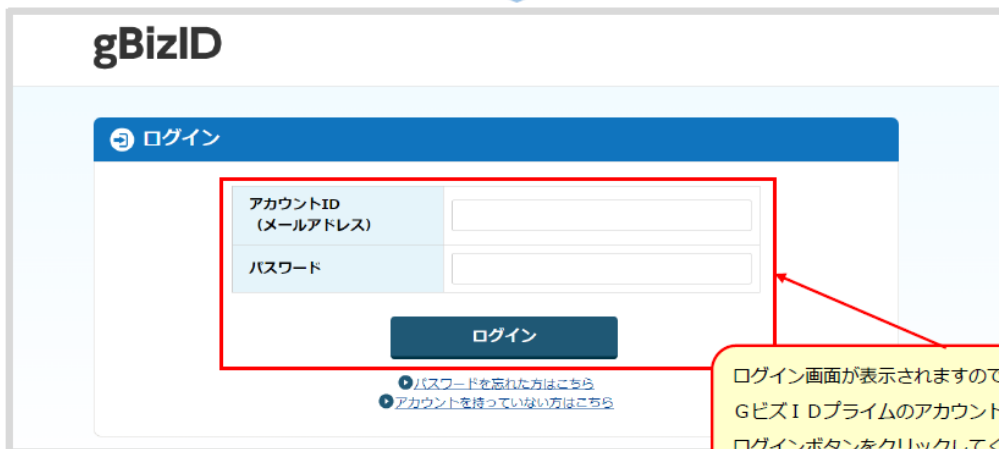 gBizID
ログイン
アカウントID
（メールアドレス）
パスワード
ログイン
パスワードを忘れた方はこちら
アカウントを持っていない方はこちら
ログイン画面が表示されますので
ＧビズＩＤプライムのアカウント
ログインボタンをクリックしてく